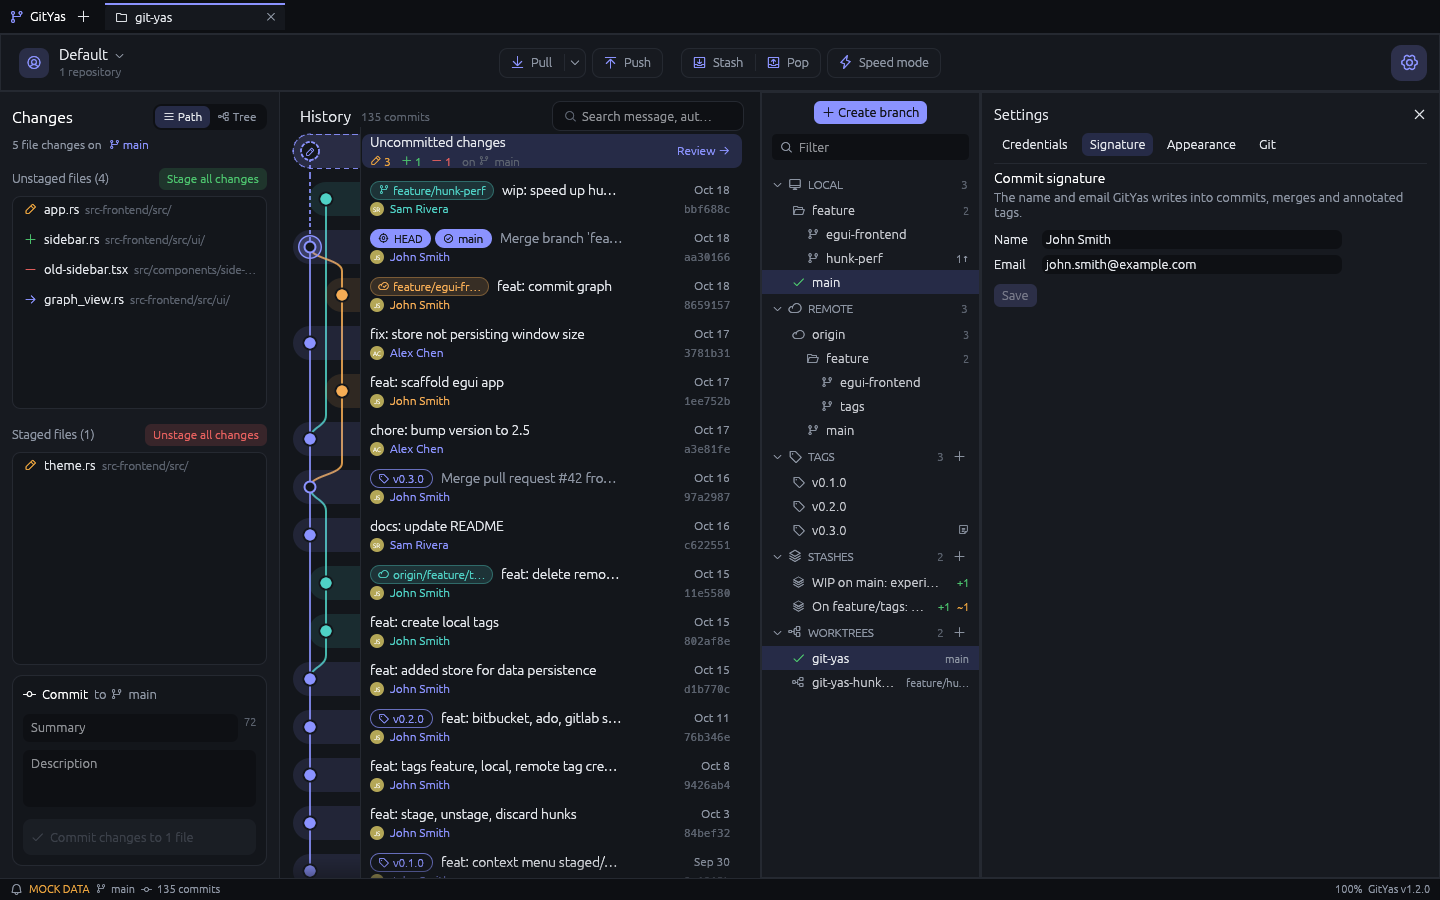 GitYas
git-yas
Default
1 repository
Pull
Push
Stash
Pop
Speed mode
Changes
Path
Tree
5 file changes on main
Unstaged files (4)
Stage all changes
app.rs src-frontend/src/
sidebar.rs src-frontend/src/ui/
old-sidebar.tsx src/components/side-...
graph_view.rs src-frontend/src/ui/
Staged files (1)
Unstage all changes
theme.rs src-frontend/src/
Commit to main
Summary
72
Description
Commit changes to 1 file
History 135 commits
Search message, aut...
Uncommitted changes
3 1 1 on main
Review
feature/hunk-perf wip: speed up hu... Oct 18
SR Sam Rivera bbf688c
HEAD main Merge branch 'fea... Oct 18
JS John Smith aa30166
feature/egui-fr... feat: commit graph Oct 18
JS John Smith 8659157
fix: store not persisting window size Oct 17
AC Alex Chen 3781b31
feat: scaffold egui app Oct 17
JS John Smith 1ee752b
chore: bump version to 2.5 Oct 17
AC Alex Chen a3e81fe
v0.3.0 Merge pull request #42 fro... Oct 16
JS John Smith 97a2987
docs: update README Oct 16
SR Sam Rivera c622551
origin/feature/t... feat: delete remo... Oct 15
JS John Smith 11e5580
feat: create local tags Oct 15
JS John Smith 802af8e
feat: added store for data persistence Oct 15
JS John Smith d1b770c
v0.2.0 feat: bitbucket, ado, gitlab s... Oct 11
JS John Smith 76b346e
feat: tags feature, local, remote tag cre... Oct 8
JS John Smith 9426ab4
feat: stage, unstage, discard hunks Oct 3
JS John Smith 84bef32
v0.1.0 feat: context menu staged/... Sep 30
Create branch
Filter
LOCAL 3
feature 2
egui-frontend
hunk-perf 1↑
main
REMOTE 3
origin 3
feature 2
egui-frontend
tags
main
TAGS 3
v0.1.0
v0.2.0
v0.3.0
STASHES 2
WIP on main: experi... +1
On feature/tags: ... +1 ~1
WORKTREES 2
git-yas main
git-yas-hunk... feature/hu...
Settings
Credentials
Signature
Appearance
Git
Commit signature
The name and email GitYas writes into commits, merges and annotated
tags.
Name John Smith
Email john.smith@example.com
Save
MOCK DATA main 135 commits
100% GitYas v1.2.0